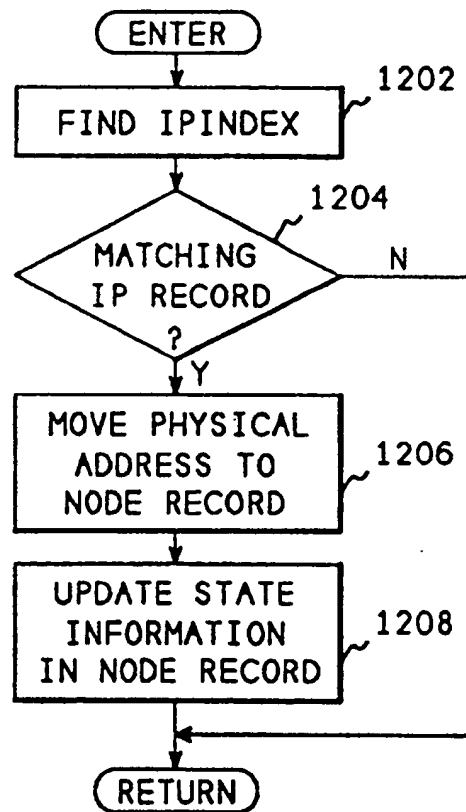 ENTER
1202
FIND IPINDEX
1204
MATCHING
IP RECORD
?
N
Y
MOVE PHYSICAL
ADDRESS TO
NODE RECORD
1206
UPDATE STATE
INFORMATION
IN NODE RECORD
1208
RETURN